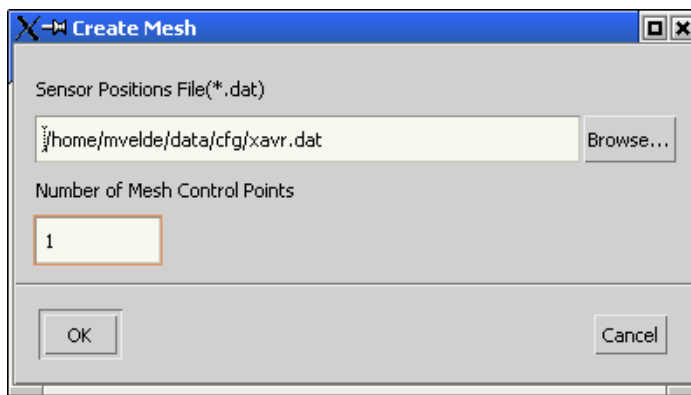 Create Mesh
Sensor Positions File(*.dat)
/home/mvelde/data/cfg/xavr.dat
Browse...
Number of Mesh Control Points
1
OK
Cancel